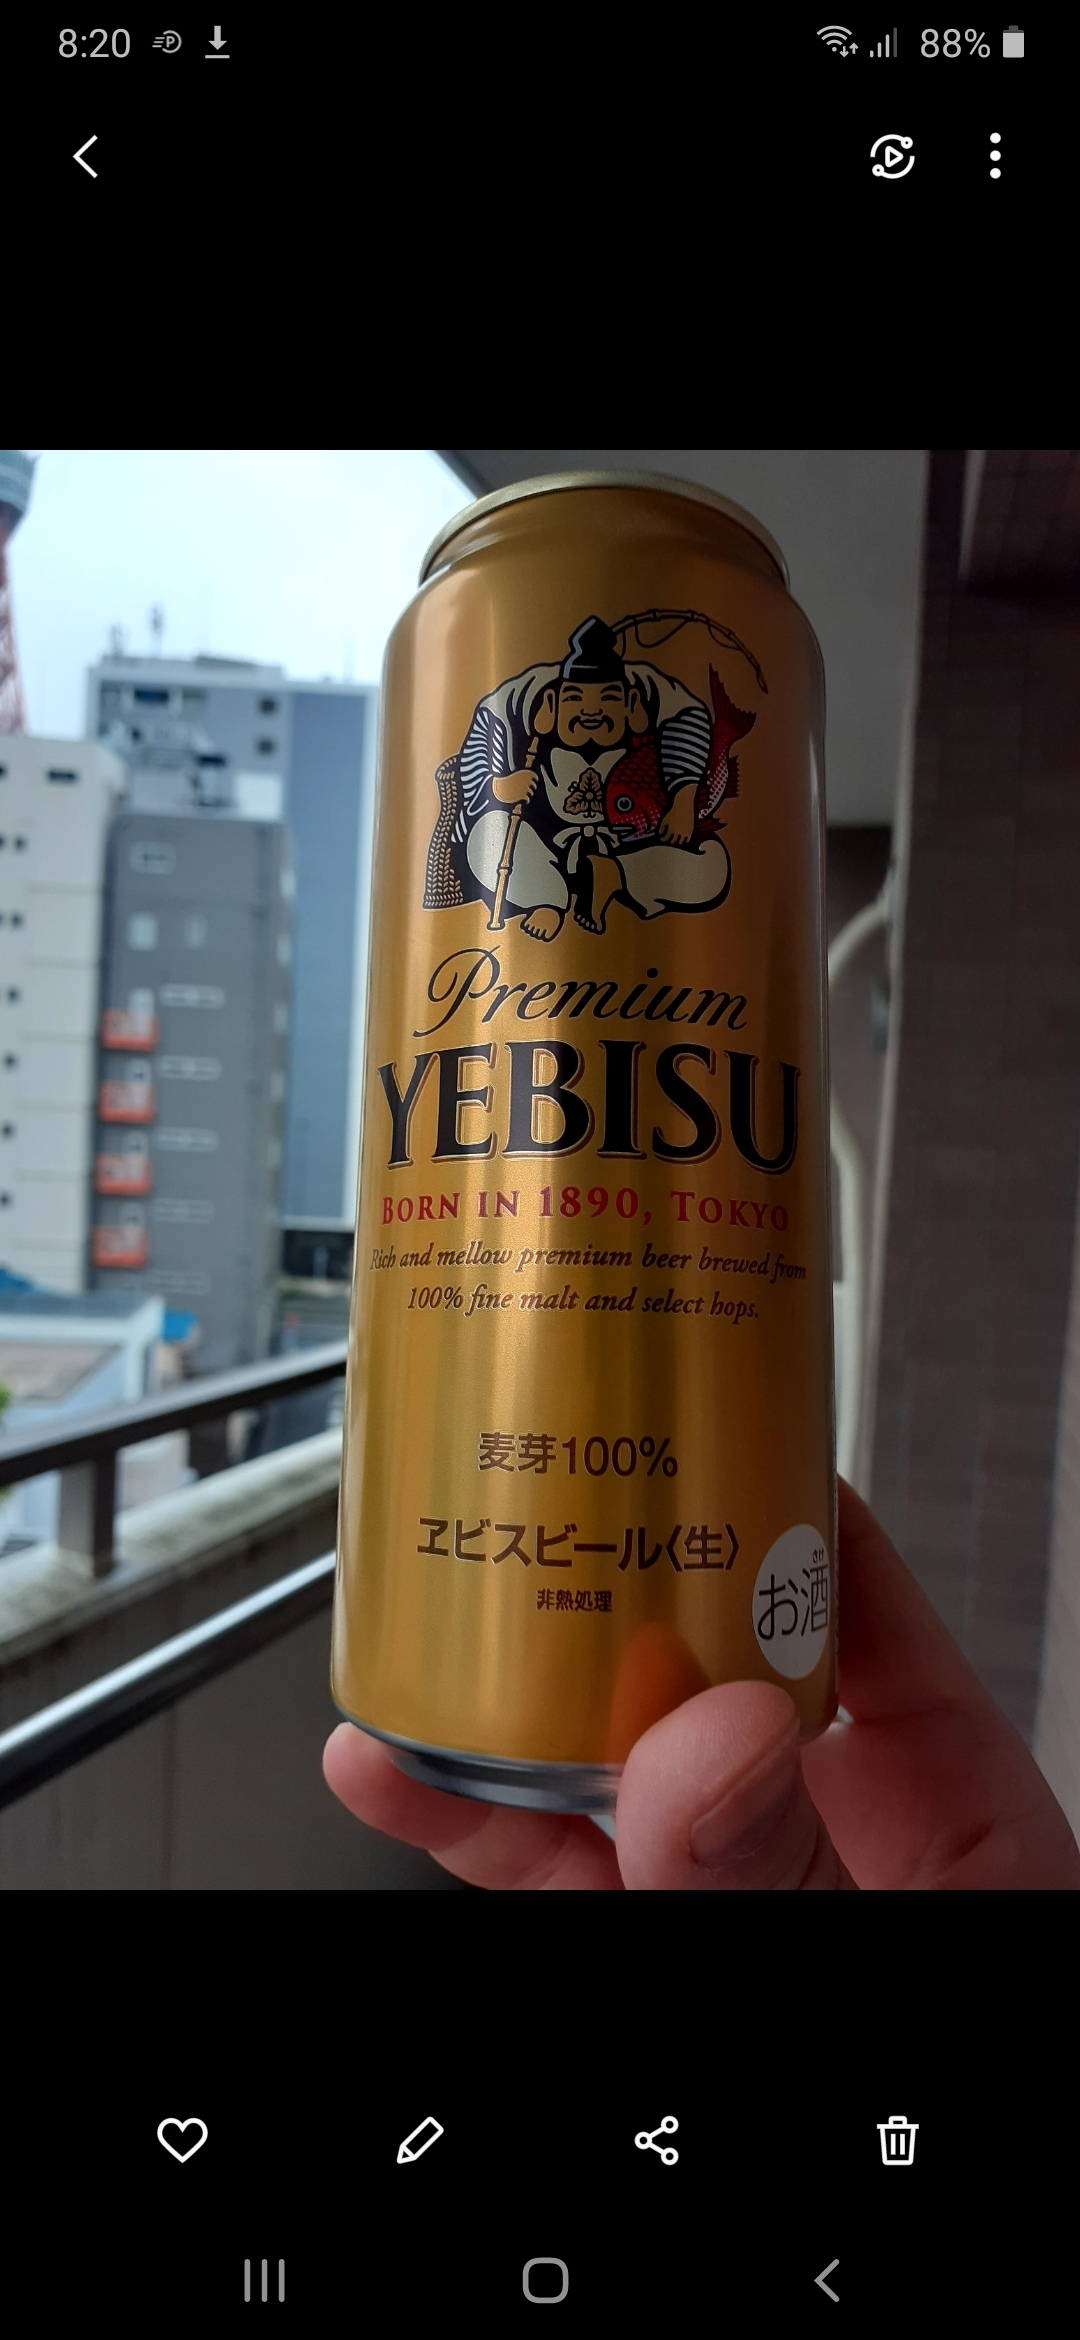 8:20
88%
Premium
YEBISU
BORN IN 1890, TOKYO
Rich and mellow premium beer brewed from
100% fine malt and select hops.
麦芽100%
ヱビスビール〈生〉
非熱処理
さけ
お酒